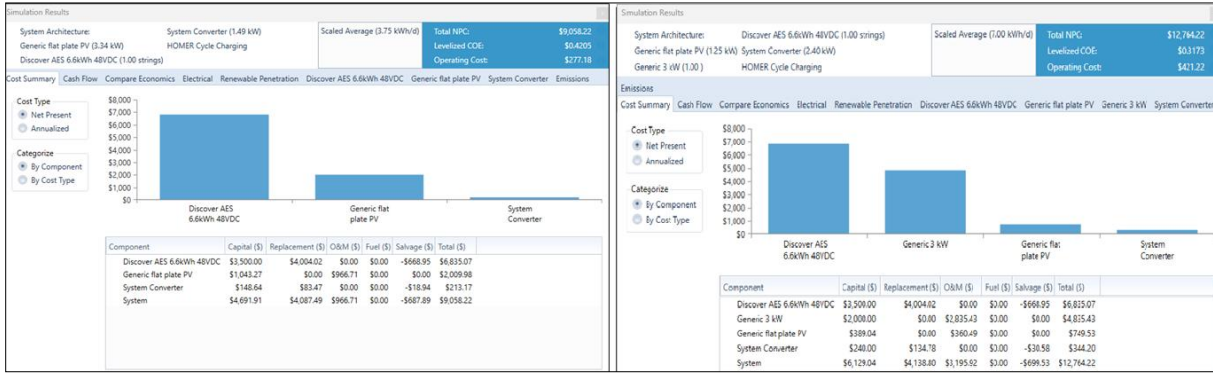 Simulation Results
System Architecture: System Converter (1.49 kW) Scaled Average (3.75 kWh/d) Total NPC: $9,058.22
Generic flat plate PV (3.34 kW) HOMER Cycle Charging Levelized COE: $0.4205
Discover AES 6.6kWh 48VDC (1.00 strings) Operating Cost: $277.18
Cost Summary Cash Flow Compare Economics Electrical Renewable Penetration Discover AES 6.6kWh 48VDC Generic flat plate PV System Converter Emissions
Cost Type
Net Present
Annualized
Categorize
By Component
By Cost Type
$8,000
$7,000
$6,000
$5,000
$4,000
$3,000
$2,000
$1,000
$0
Discover AES Generic flat System
6.6kWh 48VDC plate PV Converter
Component Capital ($) Replacement ($) O&M ($) Fuel ($) Salvage ($) Total ($)
Discover AES 6.6kWh 48VDC $3,500.00 $4,004.02 $0.00 $0.00 -$668.95 $6,835.07
Generic flat plate PV $1,043.27 $0.00 $966.71 $0.00 $0.00 $2,009.98
System Converter $148.64 $83.47 $0.00 $0.00 -$18.94 $213.17
System $4,691.91 $4,087.49 $966.71 $0.00 -$687.89 $9,058.22
Simulation Results
System Architecture: Discover AES 6.6kWh 48VDC (1.00 strings) Scaled Average (7.00 kWh/d) Total NPC: $12,764.22
Generic flat plate PV (1.25 kW) System Converter (2.40 kW) Levelized COE: $0.3173
Generic 3 kW (1.00 ) HOMER Cycle Charging Operating Cost: $421.22
Emissions
Cost Summary Cash Flow Compare Economics Electrical Renewable Penetration Discover AES 6.6kWh 48VDC Generic flat plate PV Generic 3 kW System Converter
Cost Type
Net Present
Annualized
Categorize
By Component
By Cost Type
$8,000
$7,000
$6,000
$5,000
$4,000
$3,000
$2,000
$1,000
$0
Discover AES Generic 3 kW Generic flat System
6.6kWh 48VDC plate PV Converter
Component Capital ($) Replacement ($) O&M ($) Fuel ($) Salvage ($) Total ($)
Discover AES 6.6kWh 48VDC $3,500.00 $4,004.02 $0.00 $0.00 -$668.95 $6,835.07
Generic 3 kW $2,000.00 $0.00 $2,835.43 $0.00 $0.00 $4,835.43
Generic flat plate PV $389.04 $0.00 $360.49 $0.00 $0.00 $749.53
System Converter $240.00 $134.78 $0.00 $0.00 -$30.58 $344.20
System $6,129.04 $4,138.80 $3,195.92 $0.00 -$699.53 $12,764.22